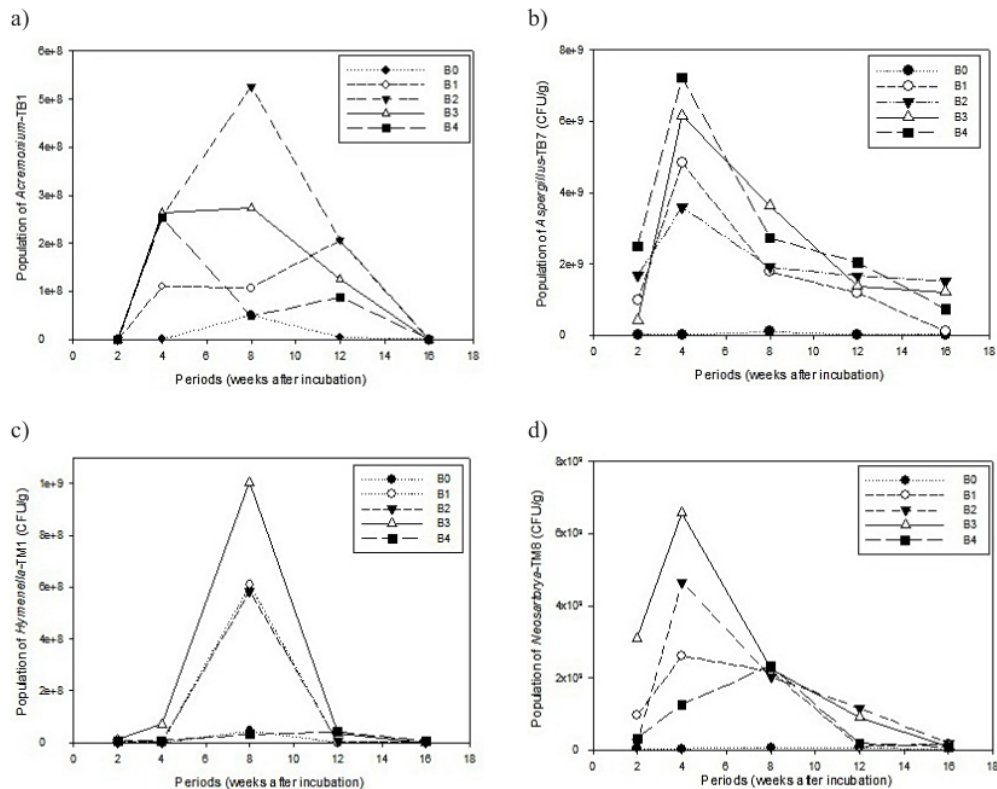 a)
Population of Acremonium-TB1
6e+8
5e+8
4e+8
3e+8
2e+8
1e+8
0
B0
B1
B2
B3
B4
0 2 4 6 8 10 12 14 16 18
Periods (weeks after incubation)
b)
Population of Aspergillus-TB7 (CFU/g)
8e+9
6e+9
4e+9
2e+9
0
B0
B1
B2
B3
B4
0 2 4 6 8 10 12 14 16 18
Periods (weeks after incubation)
c)
Population of Hymenella-TM1 (CFU/g)
1e+9
8e+8
6e+8
4e+8
2e+8
0
B0
B1
B2
B3
B4
0 2 4 6 8 10 12 14 16 18
Periods (weeks after incubation)
d)
Population of Neosartorya-TM8 (CFU/g)
8x10⁹
6x10⁹
4x10⁹
2x10⁹
0
B0
B1
B2
B3
B4
0 2 4 6 8 10 12 14 16 18
Periods (weeks after incubation)